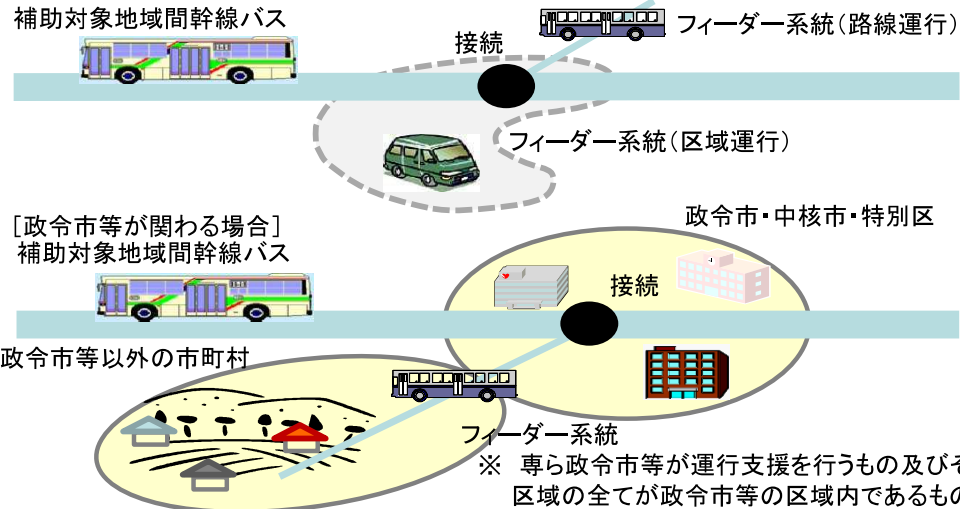 補助対象地域間幹線バス
接続
フィーダー系統（路線運行）
フィーダー系統（区域運行）
政令市・中核市・特別区
［政令市等が関わる場合］
補助対象地域間幹線バス
接続
政令市等以外の市町村
フィーダー系統
※ 専ら政令市等が運行支援を行うもの及びそ
区域の全てが政令市等の区域内であるもの